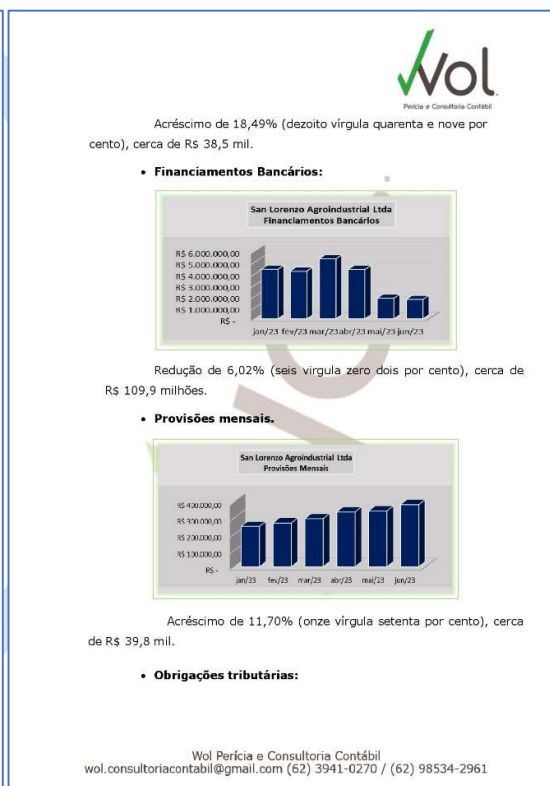 Wol
Perícia e Consultoria Contábil
Acréscimo de 18,49% (dezoito vírgula quarenta e nove por
cento), cerca de R$ 38,5 mil.
• Financiamentos Bancários:
San Lorenzo Agroindustrial Ltda
Financiamentos Bancários
R$ 6.000.000,00
R$ 5.000.000,00
R$ 4.000.000,00
R$ 3.000.000,00
R$ 2.000.000,00
R$ 1.000.000,00
R$ -
jan/23 fev/23 mar/23 abr/23 mai/23 jun/23
Redução de 6,02% (seis virgula zero dois por cento), cerca de
R$ 109,9 milhões.
• Provisões mensais.
San Lorenzo Agroindustrial Ltda
Provisões Mensais
R$ 400.000,00
R$ 300.000,00
R$ 200.000,00
R$ 100.000,00
R$ -
jan/23 fev/23 mar/23 abr/23 mai/23 jun/23
Acréscimo de 11,70% (onze vírgula setenta por cento), cerca
de R$ 39,8 mil.
• Obrigações tributárias:
Wol Perícia e Consultoria Contábil
wol.consultoriacontabil@gmail.com (62) 3941-0270 / (62) 98534-2961